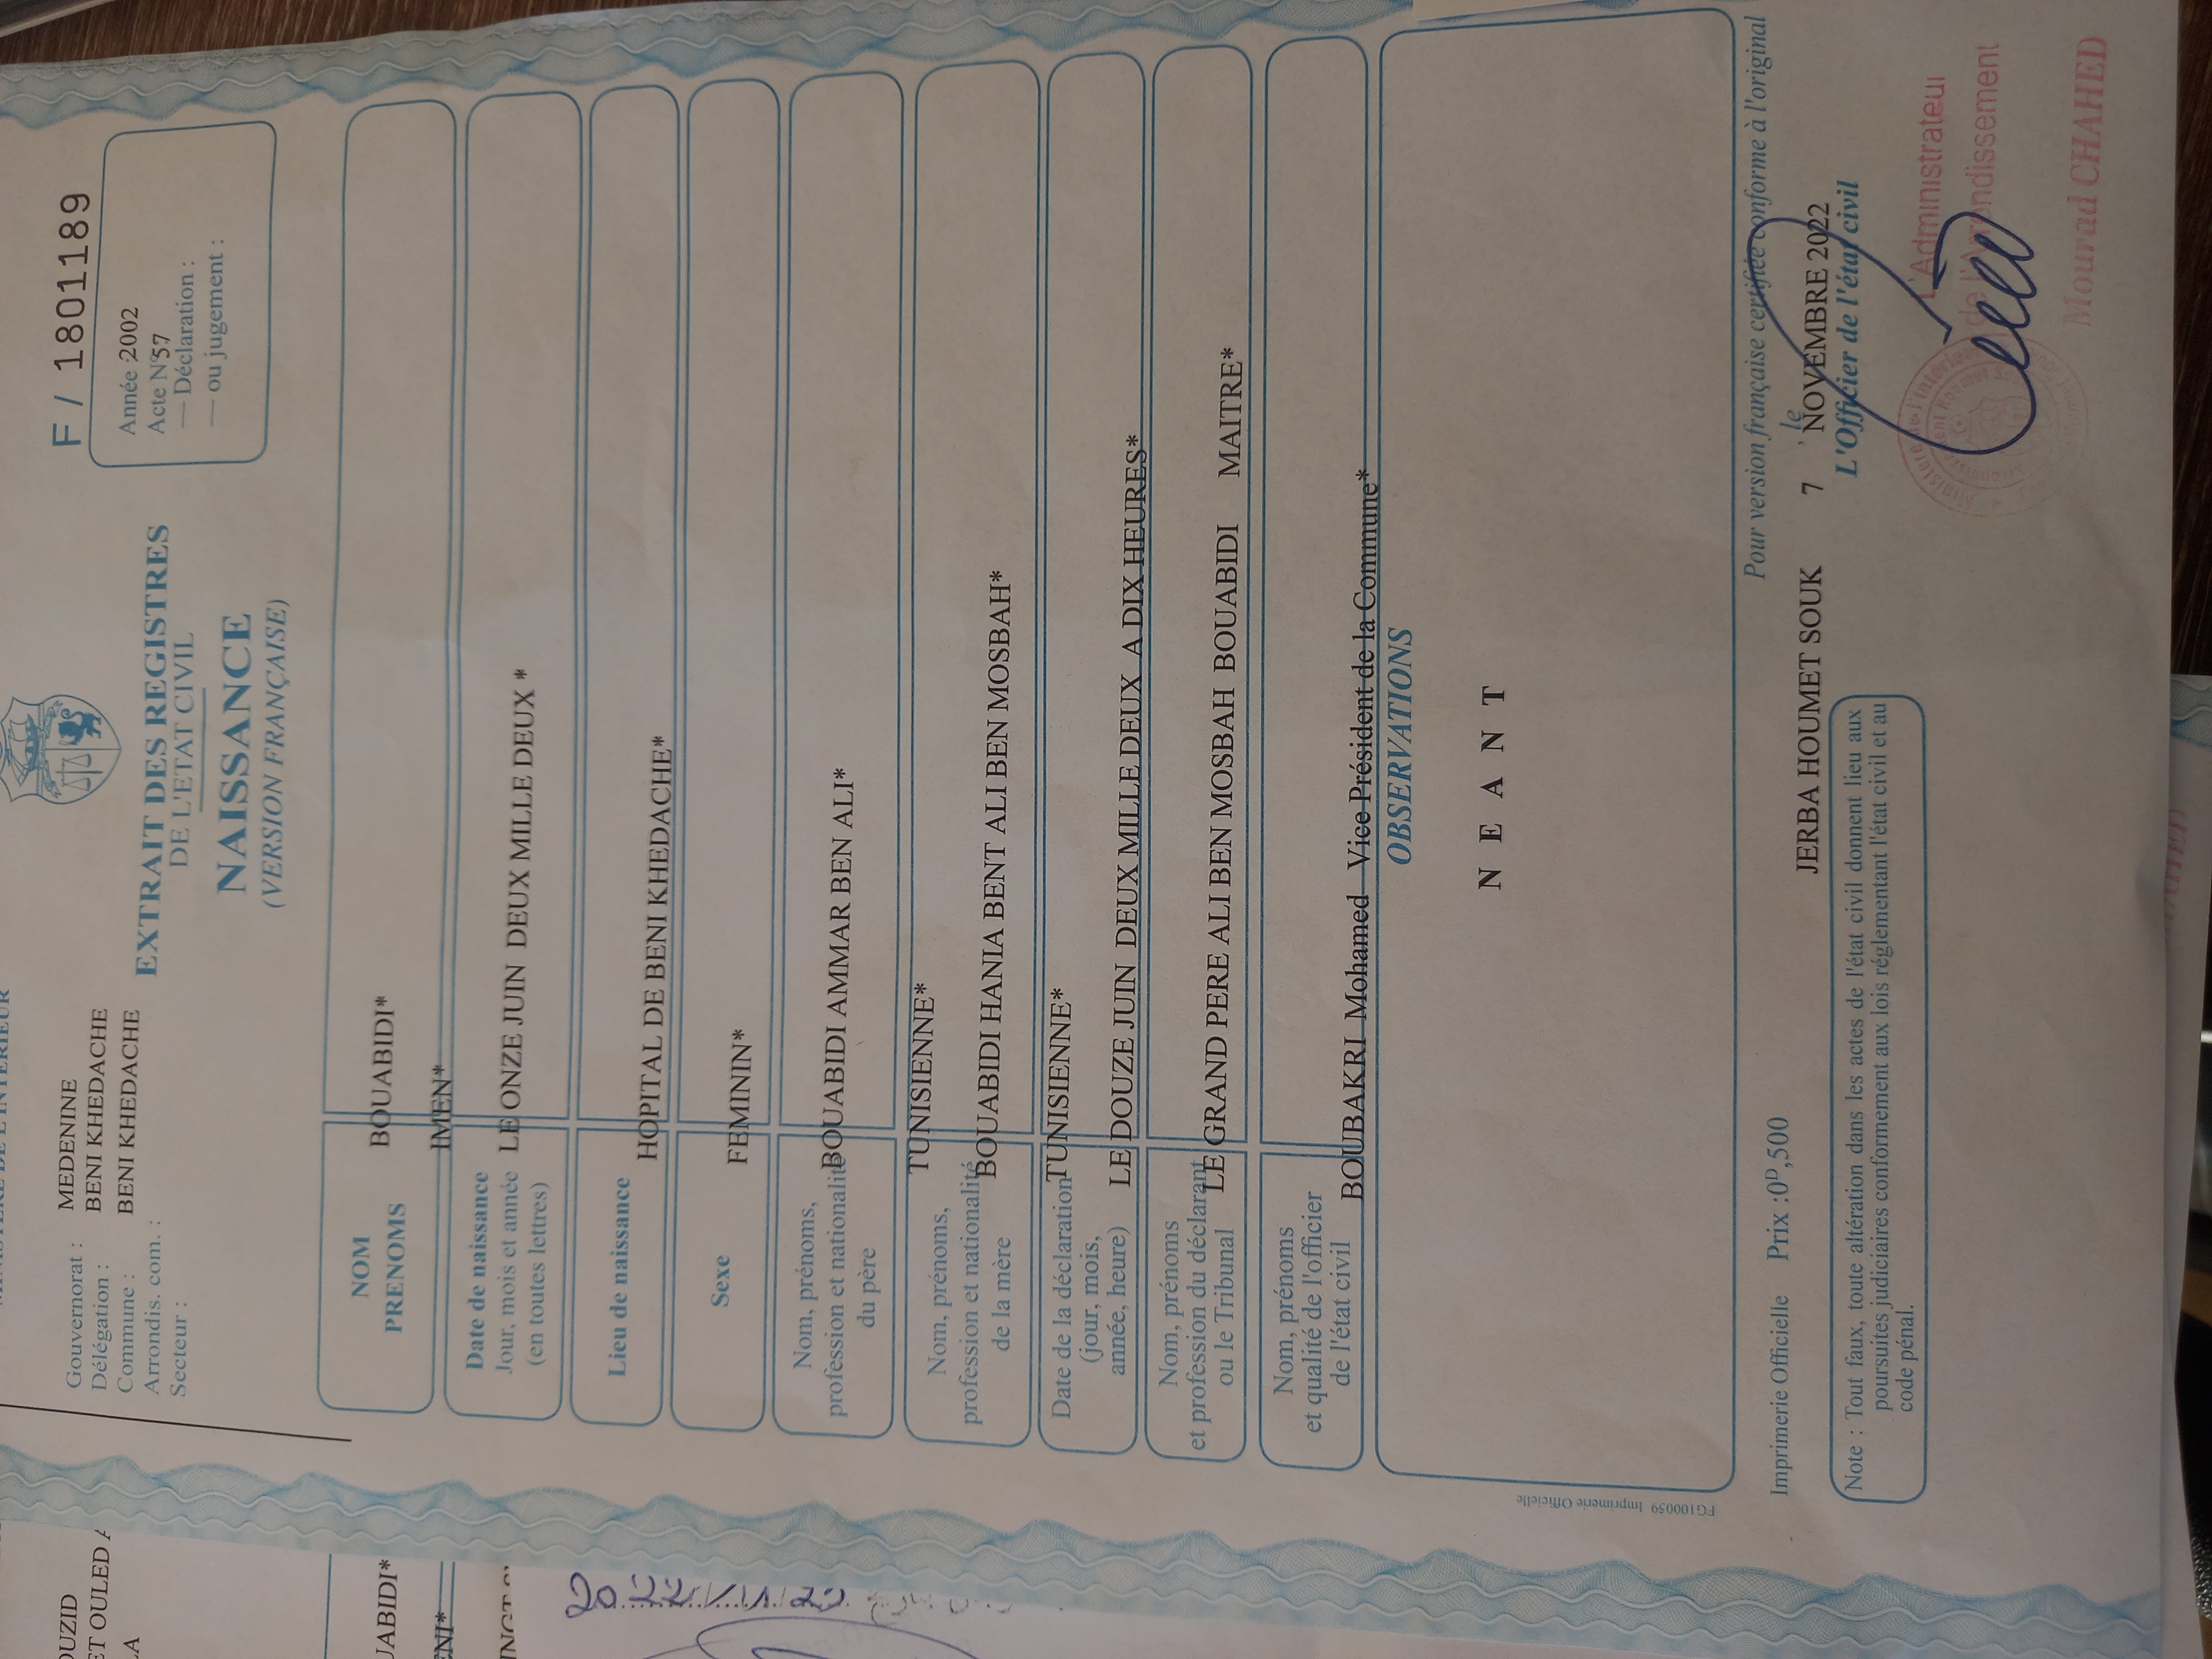 F / 1801189
Gouvernorat : MEDENINE
Délégation : BENI KHEDACHE
Commune : BENI KHEDACHE
Arrondis. com. :
Secteur :
EXTRAIT DES REGISTRES
DE L'ETAT CIVIL
NAISSANCE
(VERSION FRANÇAISE)
Année :2002
Acte N°57
— Déclaration :
— ou jugement :
NOM
PRENOMS
BOUABIDI*
IMEN*
Date de naissance
Jour, mois et année
(en toutes lettres)
LE ONZE JUIN DEUX MILLE DEUX *
Lieu de naissance
HOPITAL DE BENI KHEDACHE*
Sexe
FEMININ*
Nom, prénoms,
profession et nationalité
du père
BOUABIDI AMMAR BEN ALI*
TUNISIENNE*
Nom, prénoms,
profession et nationalité
de la mère
BOUABIDI HANIA BENT ALI BEN MOSBAH*
TUNISIENNE*
Date de la déclaration
(jour, mois,
année, heure)
LE DOUZE JUIN DEUX MILLE DEUX A DIX HEURES*
Nom, prénoms
et profession du déclarant
ou le Tribunal
LE GRAND PERE ALI BEN MOSBAH BOUABIDI MAITRE*
Nom, prénoms
et qualité de l'officier
de l'état civil
BOUBAKRI Mohamed Vice Président de la Commune*
OBSERVATIONS
N E A N T
FG100059 Imprimerie Officielle
Pour version française certifiée conforme à l'original
Imprimerie Officielle Prix :0D,500
JERBA HOUMET SOUK , le 7 NOVEMBRE 2022
L'Officier de l'état civil
Note : Tout faux, toute altération dans les actes de l'état civil donnent lieu aux
poursuites judiciaires conformement aux lois réglementant l'état civil et au
code pénal.
L'Administrateur
de l'Arrondissement
Mourad CHAHED
OUZID
ET OULED
LA
UABIDI*
ENI*